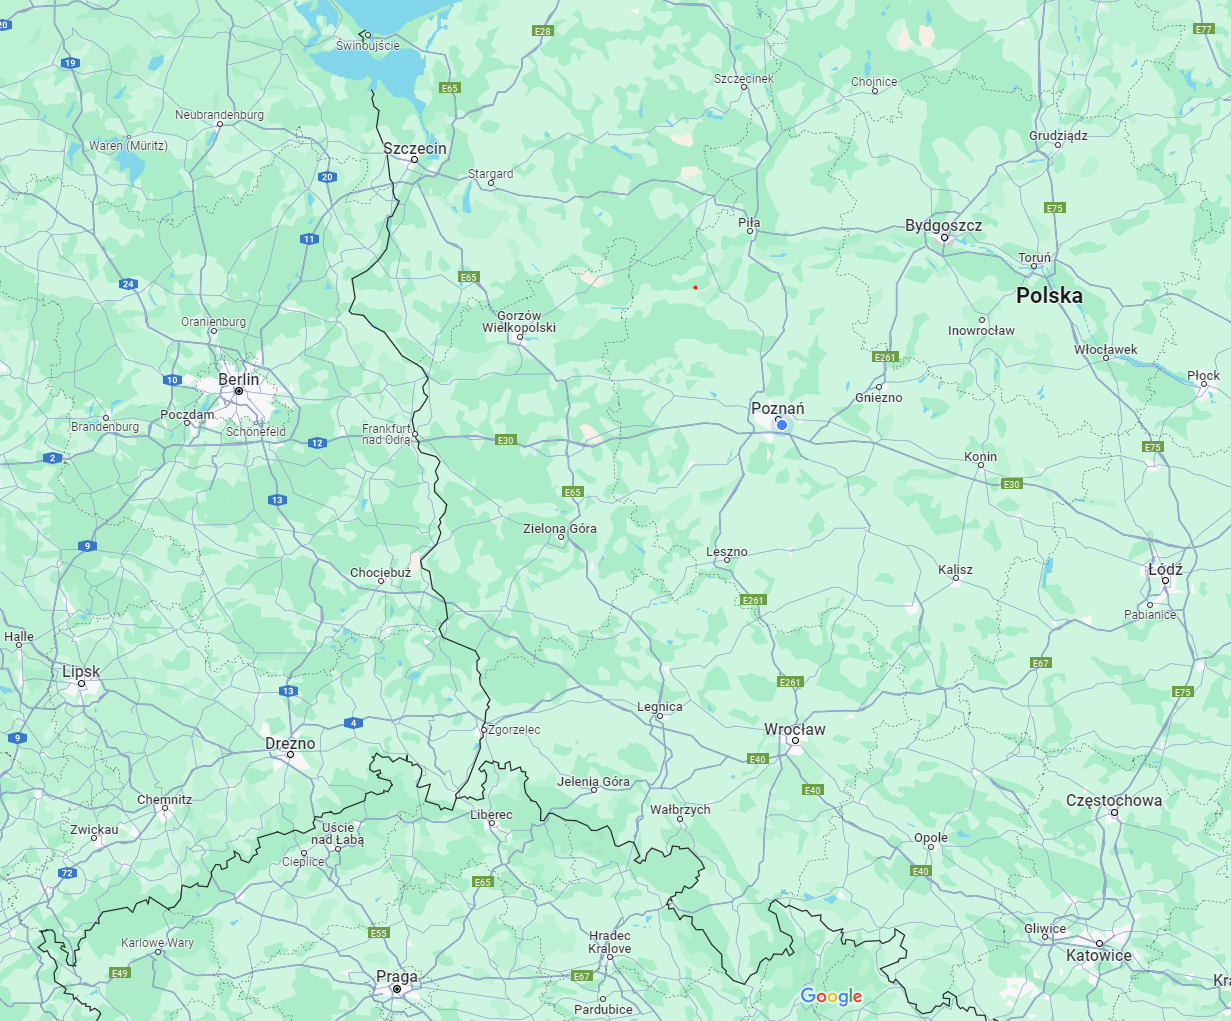 20
Świnoujście
E28
E77
19
E65
Szczecinek
Chojnice
Neubrandenburg
Waren (Müritz)
Szczecin
Grudziądz
20
Stargard
E75
11
Piła
Bydgoszcz
Toruń
24
E65
Polska
Oranienburg
Gorzów
Wielkopolski
Inowrocław
Włocławek
E261
Płock
10
Berlin
Gniezno
Poczdam
Poznań
Brandenburg
Schönefeld
Frankfurt
nad Odrą
12
E30
E75
2
Konin
E30
13
E65
Zielona Góra
9
Leszno
Chociebuż
Kalisz
Łódź
E261
Pabianice
Halle
Lipsk
E67
E261
13
E75
Legnica
4
Zgorzelec
Wrocław
9
Drezno
E40
Jelenia Góra
E40
Chemnitz
Wałbrzych
Częstochowa
Zwickau
Liberec
Uście
nad Łabą
Opole
Cieplice
72
E40
E65
Karlowe Wary
E55
Hradec
Kralove
Gliwice
Katowice
E49
Praga
E67
Kra
Google
Pardubice